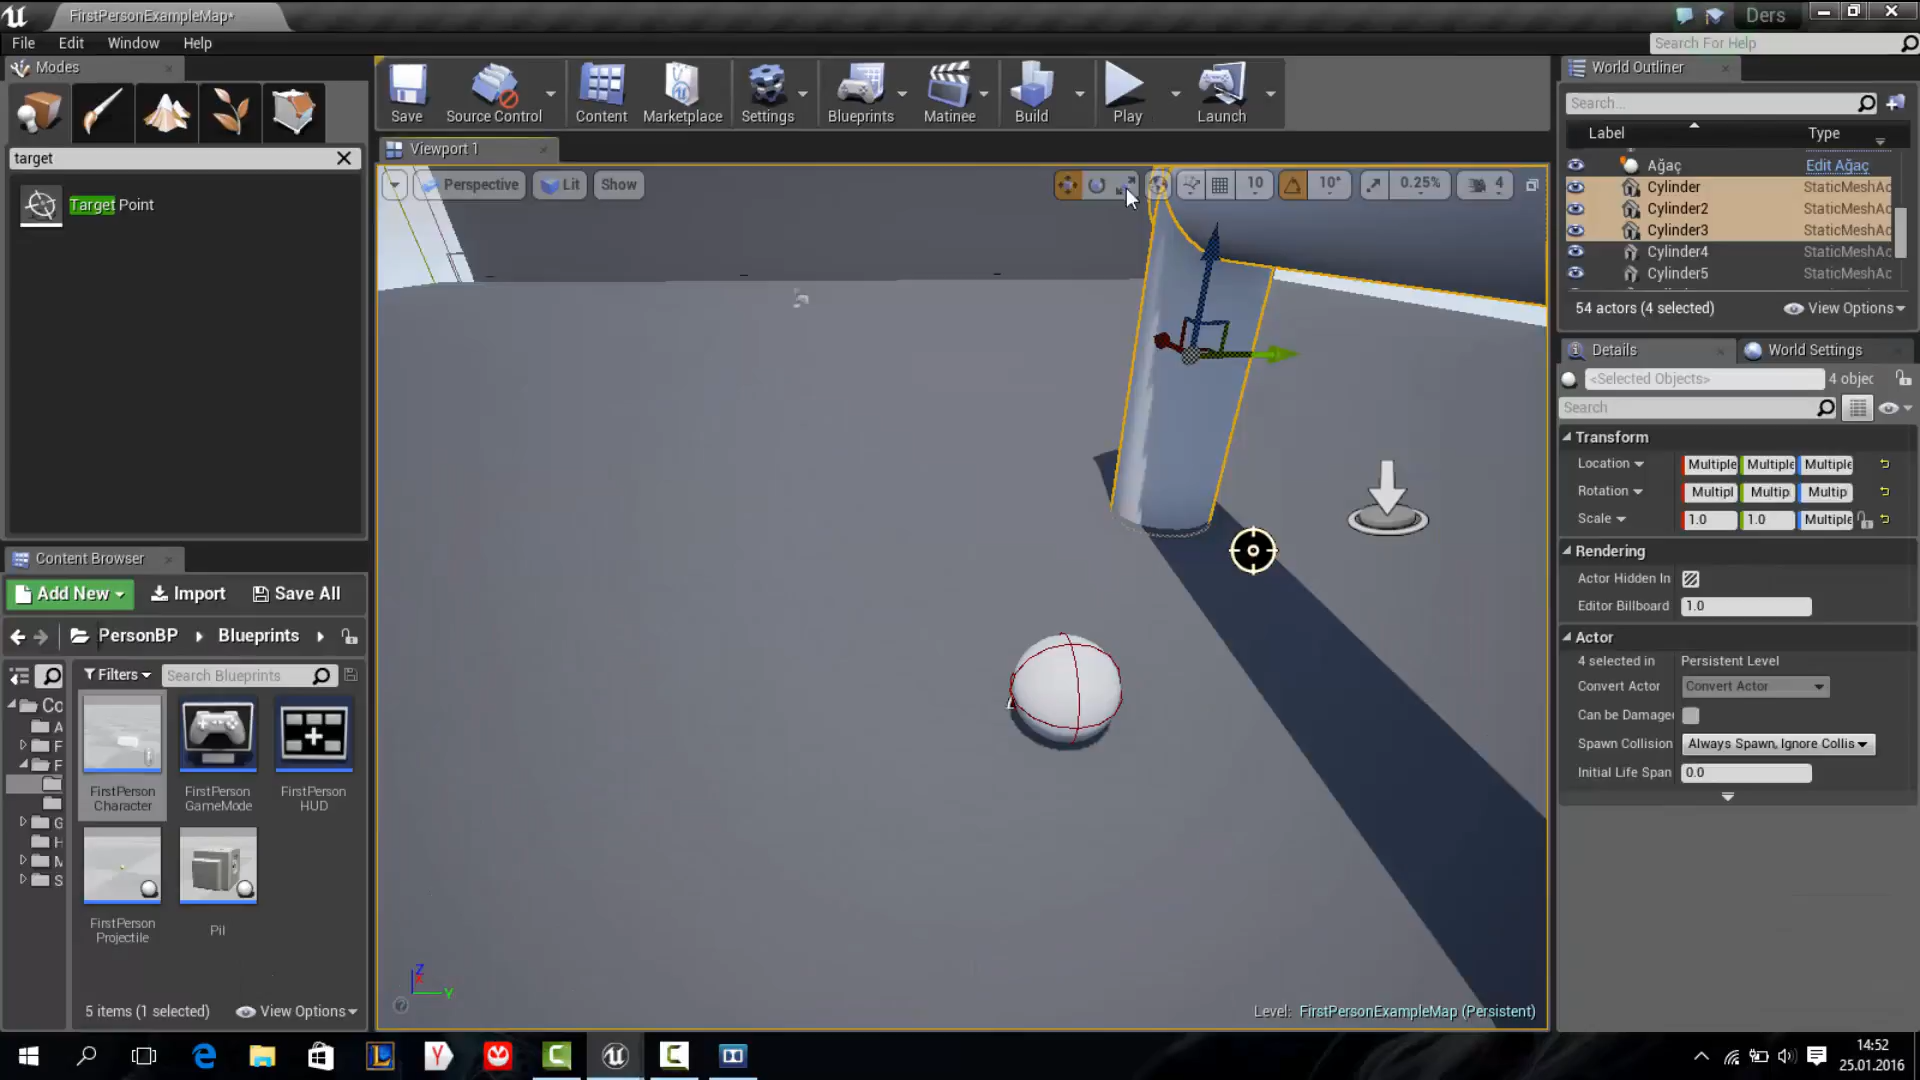 FirstPersonExampleMap*
Ders
File Edit Window Help
Search For Help
Modes
target
Target Point
Save
Source Control
Content
Marketplace
Settings
Blueprints
Matinee
Build
Play
Launch
Viewport 1
Perspective
Lit
Show
10
10°
0.25%
4
World Outliner
Search...
Label
Type
Ağaç
Edit Ağaç
Cylinder
StaticMeshAc
Cylinder2
StaticMeshAc
Cylinder3
StaticMeshAc
Cylinder4
StaticMeshAc
Cylinder5
StaticMeshAc
54 actors (4 selected)
View Options
Details
World Settings
<Selected Objects>
4 objec
Search
Transform
Location
Multiple Multiple Multiple
Rotation
Multipl Multip Multip
Scale
1.0 1.0 Multiple
Rendering
Actor Hidden In
Editor Billboard
1.0
Actor
4 selected in
Persistent Level
Convert Actor
Convert Actor
Can be Damage
Spawn Collision
Always Spawn, Ignore Collis
Initial Life Span
0.0
Content Browser
Add New
Import
Save All
PersonBP
Blueprints
Filters
Search Blueprints
Co
A
F
F
G
H
M
S
FirstPerson
Character
FirstPerson
GameMode
FirstPerson
HUD
FirstPerson
Projectile
Pil
5 items (1 selected)
View Options
Z
X
Y
Level: FirstPersonExampleMap (Persistent)
14:52
25.01.2016